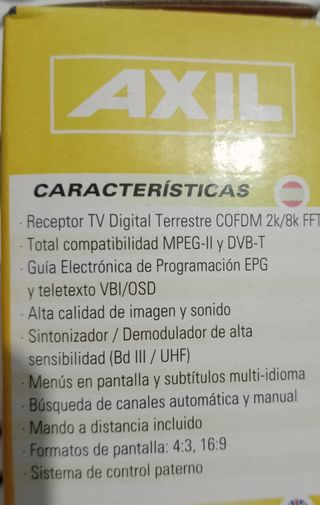 AXIL
CARACTERÍSTICAS
· Receptor TV Digital Terrestre COFDM 2k/8k FFT
· Total compatibilidad MPEG-II y DVB-T
· Guía Electrónica de Programación EPG
y teletexto VBI/OSD
· Alta calidad de imagen y sonido
· Sintonizador / Demodulador de alta
sensibilidad (Bd III / UHF)
· Menús en pantalla y subtítulos multi-idioma
· Búsqueda de canales automática y manual
· Mando a distancia incluido
· Formatos de pantalla: 4:3, 16:9
· Sistema de control paterno